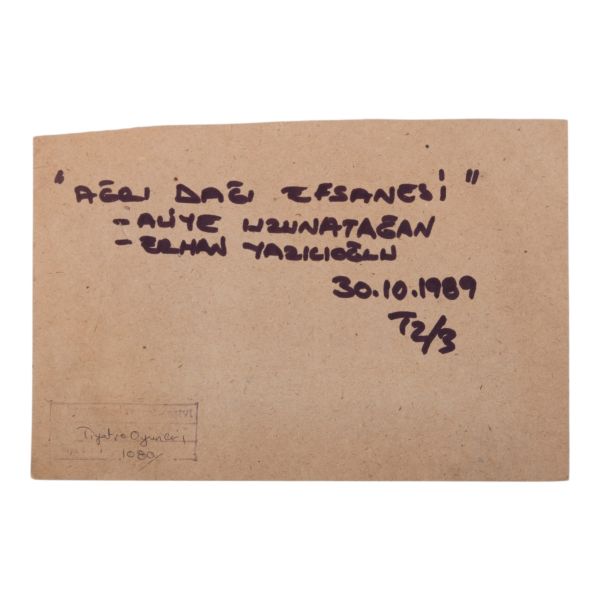 "AĞRI DAĞI EFSANESİ"
- ALİYE UZUNATAĞAN
- ERHAN YAZICIOĞLU
30.10.1989
T2/3
Tiyatro Oyunları
1080/